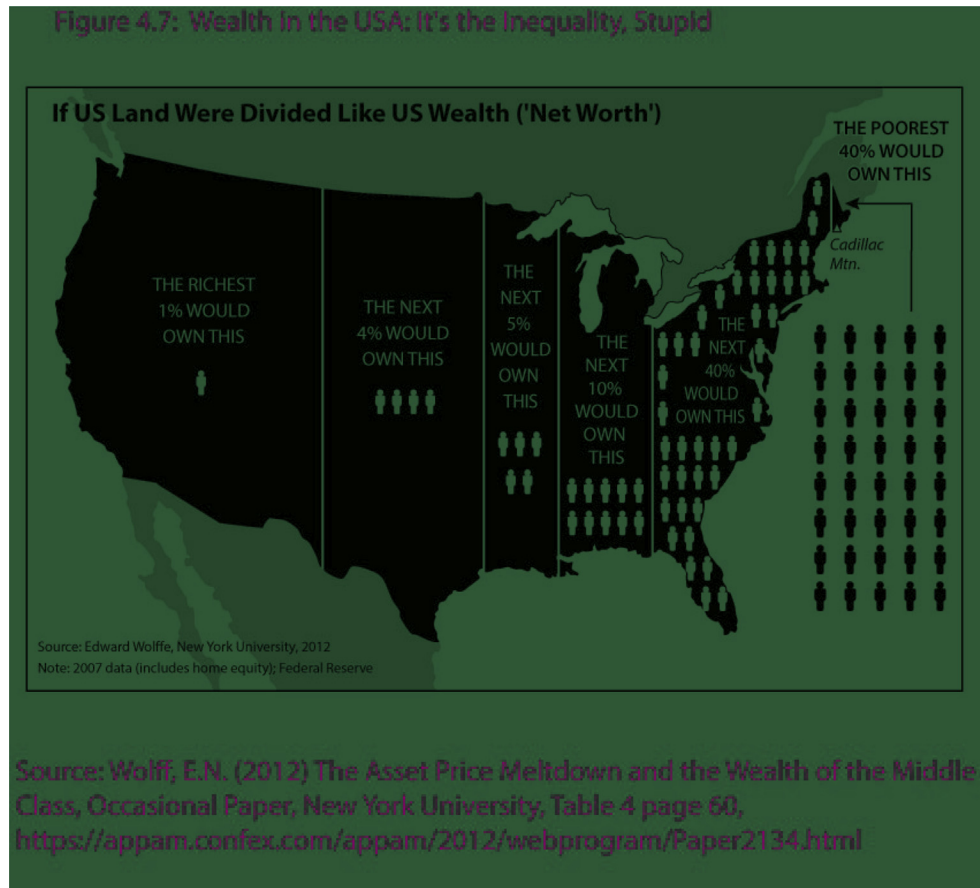 Figure 4.7: Wealth in the USA: It's the Inequality, Stupid
If US Land Were Divided Like US Wealth ('Net Worth')
THE POOREST
40% WOULD
OWN THIS
Cadillac
Mtn.
THE RICHEST
1% WOULD
OWN THIS
THE NEXT
4% WOULD
OWN THIS
THE
NEXT
5%
WOULD
OWN
THIS
THE
NEXT
10%
WOULD
OWN
THIS
THE
NEXT
40%
WOULD
OWN THIS
Source: Edward Wolffe, New York University, 2012
Note: 2007 data (includes home equity); Federal Reserve
Source: Wolff, E.N. (2012) The Asset Price Meltdown and the Wealth of the Middle
Class, Occasional Paper, New York University, Table 4 page 60,
https://appam.confex.com/appam/2012/webprogram/Paper2134.html